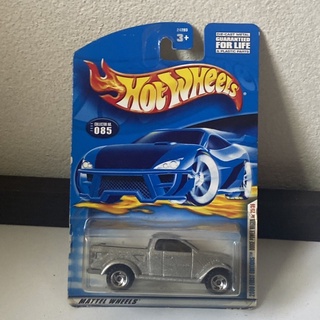 3+
DIE-CAST METAL
GUARANTEED
FOR LIFE
& PLASTIC PARTS
HOT WHEELS
COLLECTOR NO.
085
MATTEL WHEELS